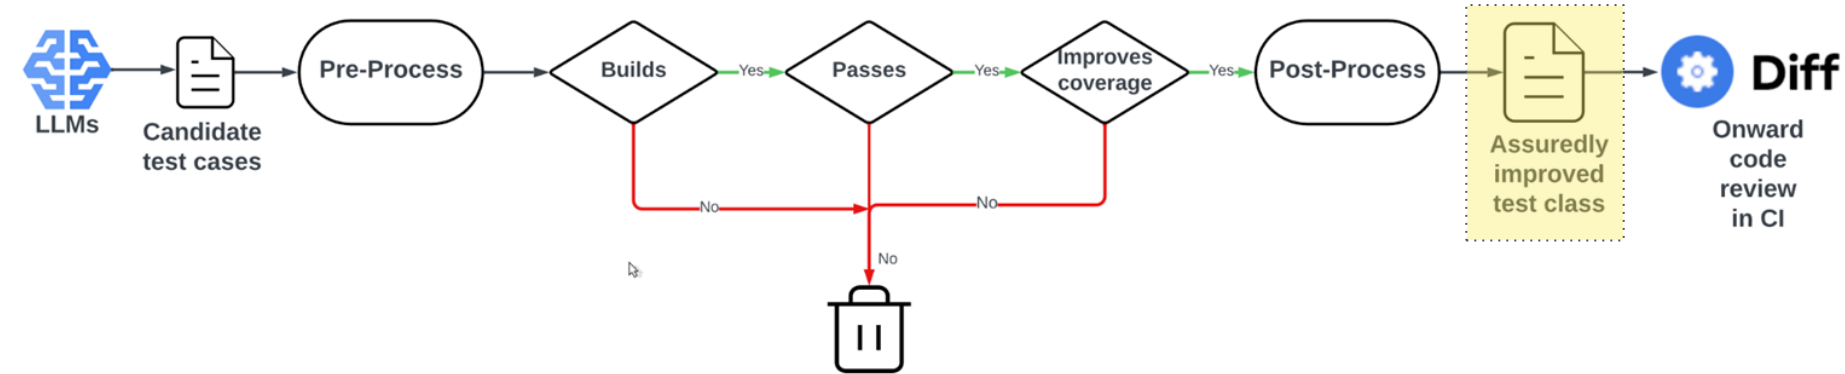 LLMs
Candidate
test cases
Pre-Process
Builds
Yes
Passes
Yes
Improves
coverage
Yes
Post-Process
Assuredly
improved
test class
Diff
Onward
code
review
in CI
No
No
No